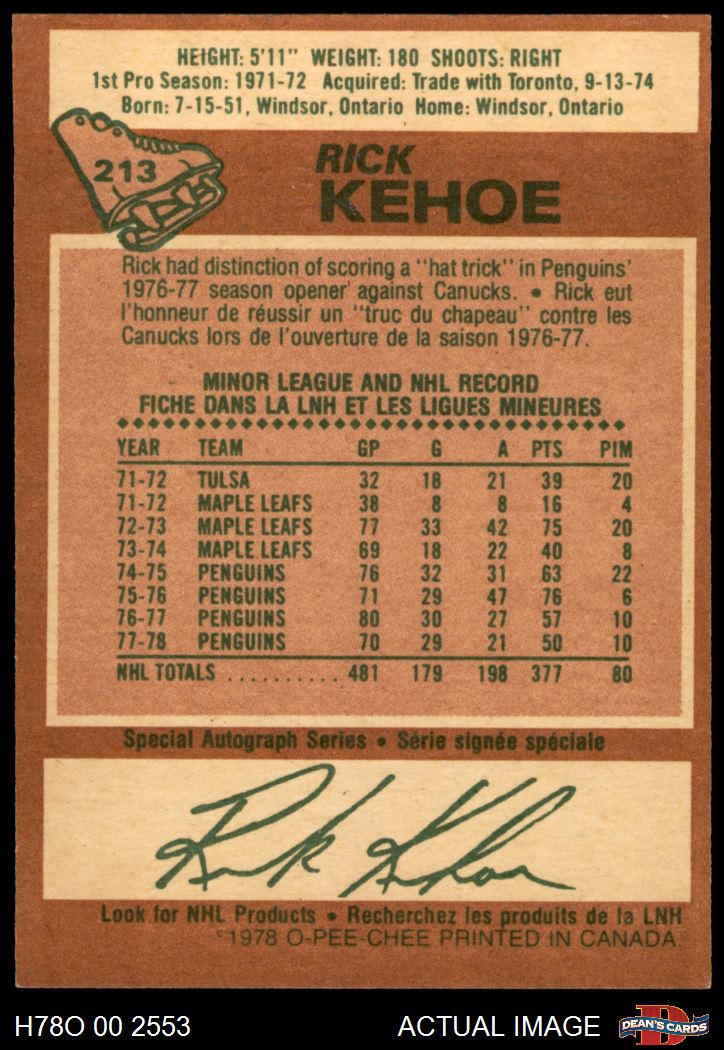 HEIGHT: 5'11" WEIGHT: 180 SHOOTS: RIGHT
1st Pro Season: 1971-72 Acquired: Trade with Toronto, 9-13-74
Born: 7-15-51, Windsor, Ontario Home: Windsor, Ontario
213
RICK
KEHOE
Rick had distinction of scoring a "hat trick" in Penguins'
1976-77 season opener against Canucks. • Rick eut
l'honneur de réussir un "truc du chapeau" contre les
Canucks lors de l'ouverture de la saison 1976-77.
MINOR LEAGUE AND NHL RECORD
FICHE DANS LA LNH ET LES LIGUES MINEURES
YEAR TEAM GP G A PTS PIM
71-72 TULSA 32 18 21 39 20
71-72 MAPLE LEAFS 38 8 8 16 4
72-73 MAPLE LEAFS 77 33 42 75 20
73-74 MAPLE LEAFS 69 18 22 40 8
74-75 PENGUINS 76 32 31 63 22
75-76 PENGUINS 71 29 47 76 6
76-77 PENGUINS 80 30 27 57 10
77-78 PENGUINS 70 29 21 50 10
NHL TOTALS .......... 481 179 198 377 80
Special Autograph Series • Série signée spéciale
Rick Kehoe
Look for NHL Products • Recherchez les produits de la LNH
©1978 O-PEE-CHEE PRINTED IN CANADA.
H78O 00 2553 ACTUAL IMAGE D DEAN'S CARDS